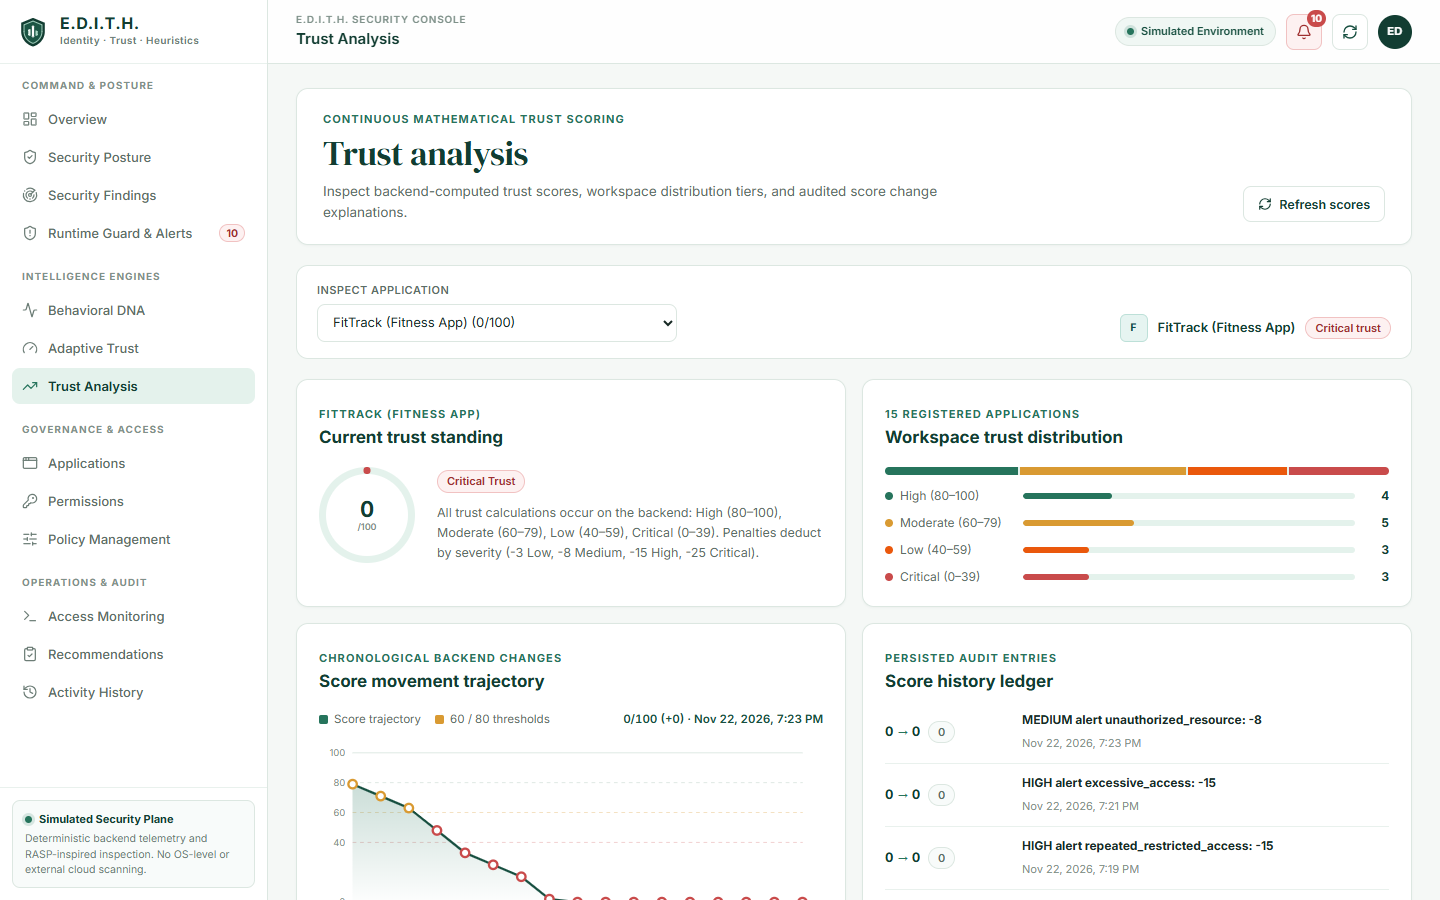 E.D.I.T.H.
Identity · Trust · Heuristics
COMMAND & POSTURE
Overview
Security Posture
Security Findings
Runtime Guard & Alerts 10
INTELLIGENCE ENGINES
Behavioral DNA
Adaptive Trust
Trust Analysis
GOVERNANCE & ACCESS
Applications
Permissions
Policy Management
OPERATIONS & AUDIT
Access Monitoring
Recommendations
Activity History
Simulated Security Plane
Deterministic backend telemetry and
RASP-inspired inspection. No OS-level or
external cloud scanning.
E.D.I.T.H. SECURITY CONSOLE
Trust Analysis
Simulated Environment
10
ED
CONTINUOUS MATHEMATICAL TRUST SCORING
Trust analysis
Inspect backend-computed trust scores, workspace distribution tiers, and audited score change
explanations.
Refresh scores
INSPECT APPLICATION
FitTrack (Fitness App) (0/100)
F FitTrack (Fitness App) Critical trust
FITTRACK (FITNESS APP)
Current trust standing
0
/100
Critical Trust
All trust calculations occur on the backend: High (80–100),
Moderate (60–79), Low (40–59), Critical (0–39). Penalties deduct
by severity (-3 Low, -8 Medium, -15 High, -25 Critical).
15 REGISTERED APPLICATIONS
Workspace trust distribution
High (80–100) 4
Moderate (60–79) 5
Low (40–59) 3
Critical (0–39) 3
CHRONOLOGICAL BACKEND CHANGES
Score movement trajectory
Score trajectory 60 / 80 thresholds 0/100 (+0) · Nov 22, 2026, 7:23 PM
100
80
60
40
PERSISTED AUDIT ENTRIES
Score history ledger
0 → 0 0 MEDIUM alert unauthorized_resource: -8
Nov 22, 2026, 7:23 PM
0 → 0 0 HIGH alert excessive_access: -15
Nov 22, 2026, 7:21 PM
0 → 0 0 HIGH alert repeated_restricted_access: -15
Nov 22, 2026, 7:19 PM